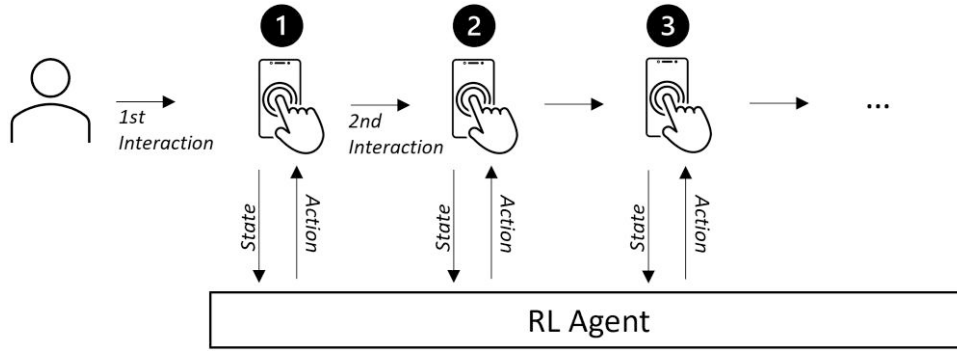 1
2
3
1st
Interaction
2nd
Interaction
...
State
Action
State
Action
State
Action
RL Agent